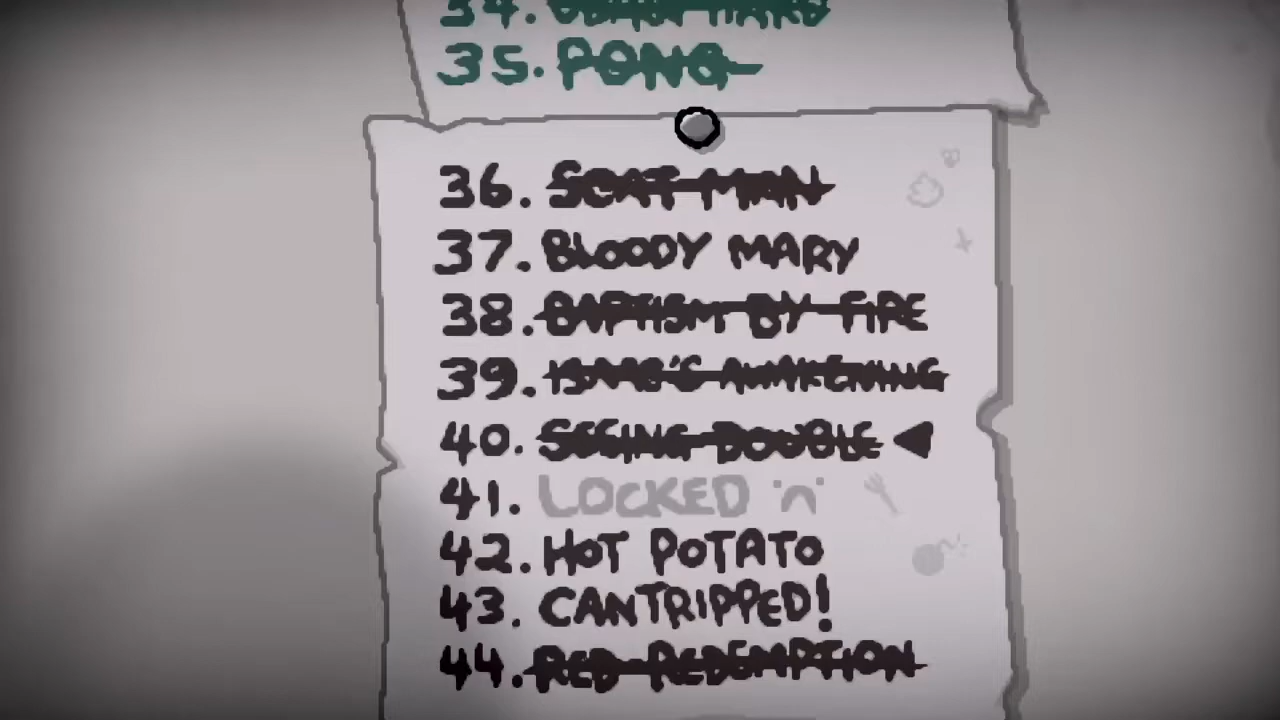 35. PONG
36. SCAT MAN
37. BLOODY MARY
38. BAPTISM BY FIRE
39. ISAAC'S AWAKENING
40. SEEING DOUBLE
41. LOCKED 'n'
42. HOT POTATO
43. CANTRIPPED!
44. RED REDEMPTION